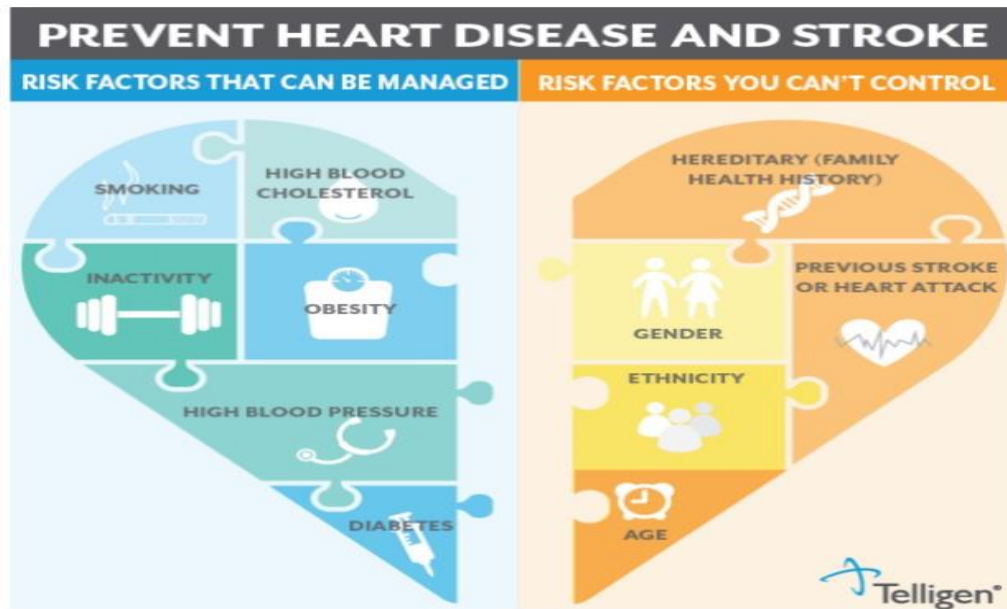 PREVENT HEART DISEASE AND STROKE
RISK FACTORS THAT CAN BE MANAGED
SMOKING
HIGH BLOOD
CHOLESTEROL
INACTIVITY
OBESITY
HIGH BLOOD PRESSURE
DIABETES
RISK FACTORS YOU CAN'T CONTROL
HEREDITARY (FAMILY
HEALTH HISTORY)
GENDER
PREVIOUS STROKE
OR HEART ATTACK
ETHNICITY
AGE
Telligen®